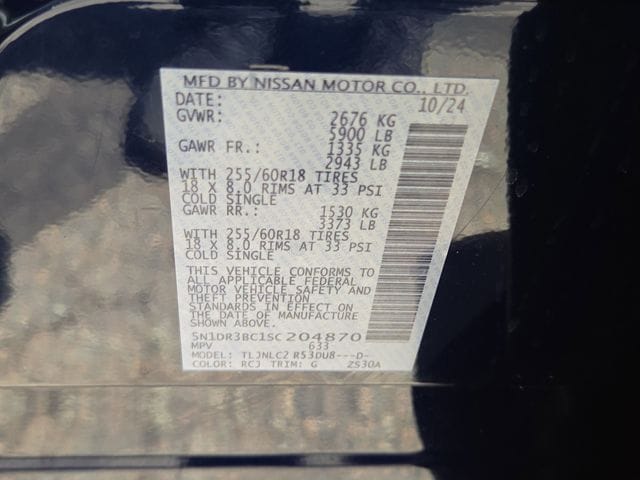 MFD BY NISSAN MOTOR CO., LTD.
DATE: 10/24
GVWR: 2676 KG
5900 LB
GAWR FR.: 1335 KG
2943 LB
WITH 255/60R18 TIRES
18 X 8.0 RIMS AT 33 PSI
COLD SINGLE
GAWR RR.: 1530 KG
3373 LB
WITH 255/60R18 TIRES
18 X 8.0 RIMS AT 33 PSI
COLD SINGLE
THIS VEHICLE CONFORMS TO
ALL APPLICABLE FEDERAL
MOTOR VEHICLE SAFETY AND
THEFT PREVENTION
STANDARDS IN EFFECT ON
THE DATE OF MANUFACTURE
SHOWN ABOVE.
5N1DR3BC1SC204870
MPV 633
MODEL: TLJNLC2 R53DU8---D-
COLOR: RCJ TRIM: G ZS30A